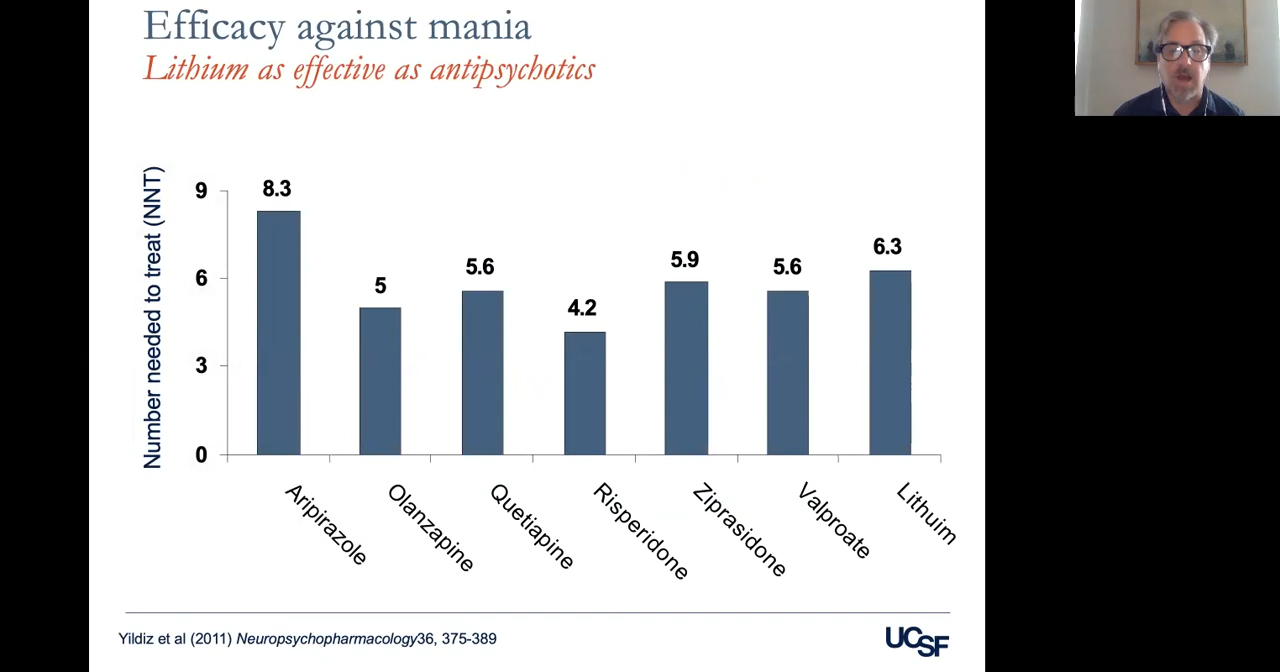 Efficacy against mania
Lithium as effective as antipsychotics
Number needed to treat (NNT)
9
6
3
0
8.3
5
5.6
4.2
5.9
5.6
6.3
Aripirazole
Olanzapine
Quetiapine
Risperidone
Ziprasidone
Valproate
Lithuim
Yildiz et al (2011) Neuropsychopharmacology36, 375-389
UCSF